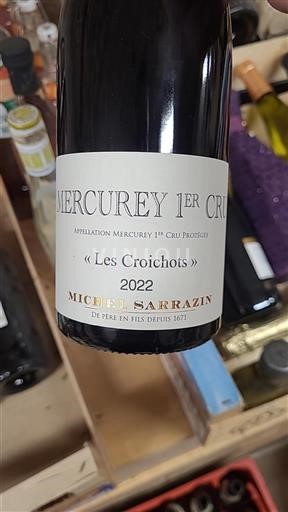 MERCUREY 1ER CRU
APPELLATION MERCUREY 1ER CRU PROTÉGÉE
« Les Croichots »
2022
MICHEL SARRAZIN
DE PÈRE EN FILS DEPUIS 1671